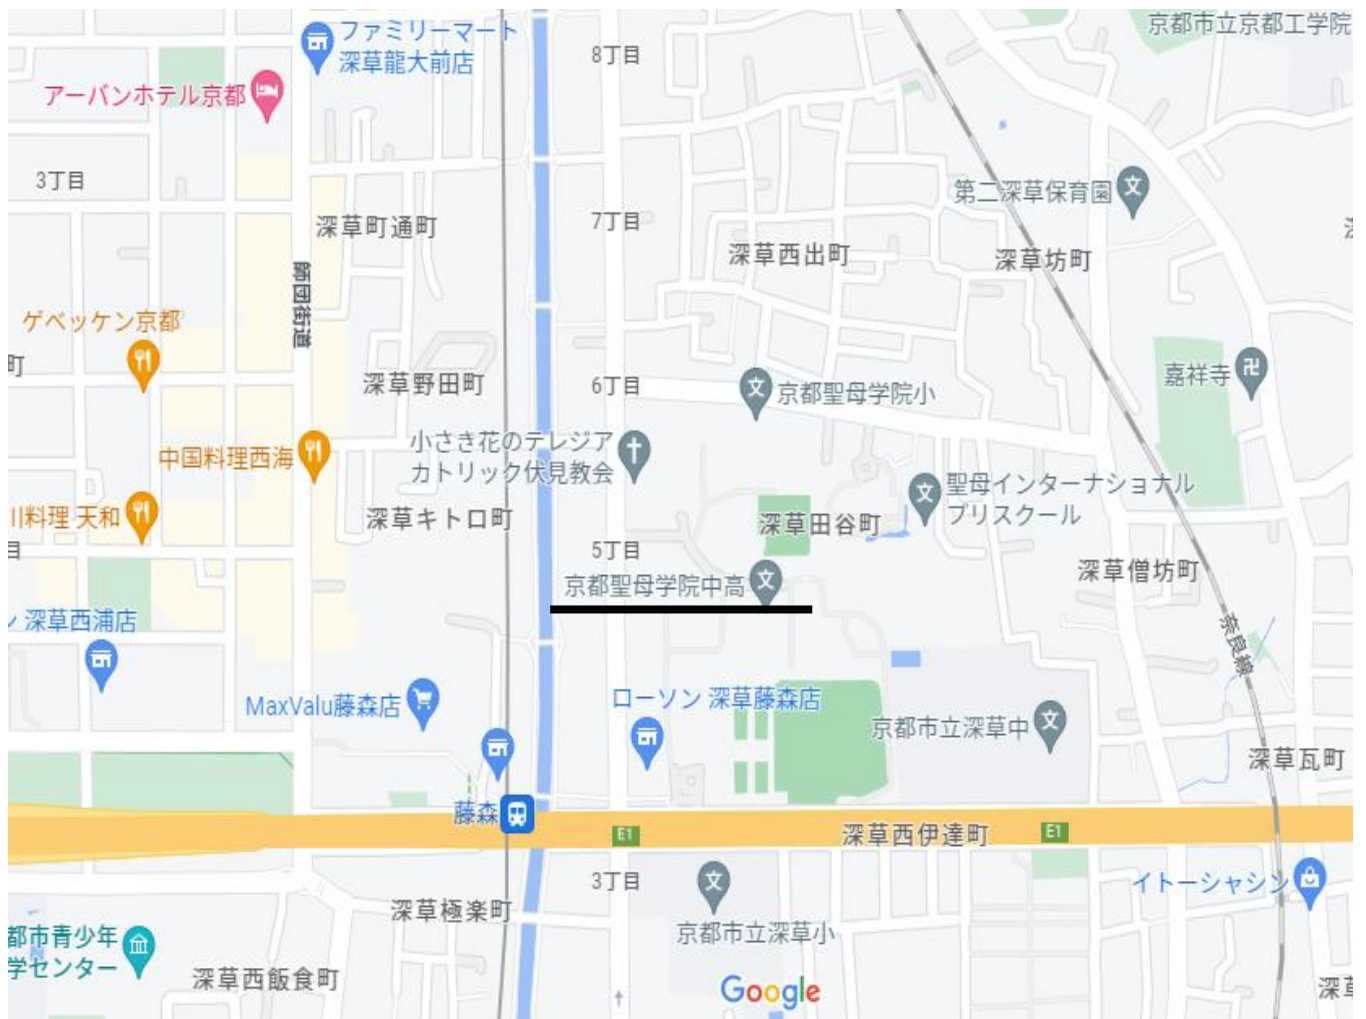 京都市立京都工学院
ファミリーマート
深草龍大前店
8丁目
アーバンホテル京都
3丁目
第二深草保育園
7丁目
深草町通町
深草西出町
深草坊町
師団街道
ゲベッケン京都
町
深草野田町
6丁目
京都聖母学院小
嘉祥寺
小さき花のテレジア
カトリック伏見教会
中国料理西海
聖母インターナショナル
プリスクール
川料理 天和
深草キトロ町
深草田谷町
5丁目
目
京都聖母学院中高
深草僧坊町
ン 深草西浦店
奈良線
MaxValu藤森店
ローソン 深草藤森店
京都市立深草中
深草瓦町
藤森
E1
深草西伊達町
E1
3丁目
イトーシャシン
深草極楽町
京都市立深草小
都市青少年
学センター
深草西飯食町
Google